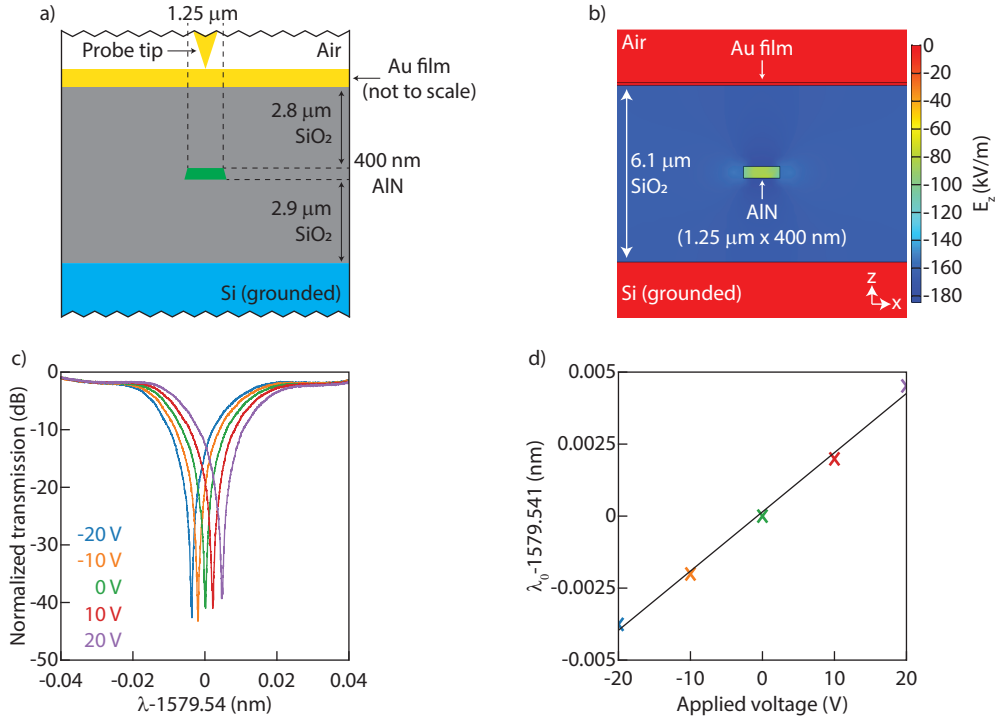 a)
1.25 μm
Probe tip
Air
Au film
(not to scale)
2.8 μm
SiO₂
400 nm
AlN
2.9 μm
SiO₂
Si (grounded)
b)
Air
Au film
6.1 μm
SiO₂
AlN
(1.25 μm x 400 nm)
Si (grounded)
z
x
0
-20
-40
-60
-80
-100
-120
-140
-160
-180
E_z (kV/m)
c)
Normalized transmission (dB)
0
-10
-20
-30
-40
-50
-20 V
-10 V
0 V
10 V
20 V
-0.04
-0.02
0
0.02
0.04
λ-1579.54 (nm)
d)
λ₀-1579.541 (nm)
0.005
0.0025
0
-0.0025
-0.005
-20
-10
0
10
20
Applied voltage (V)